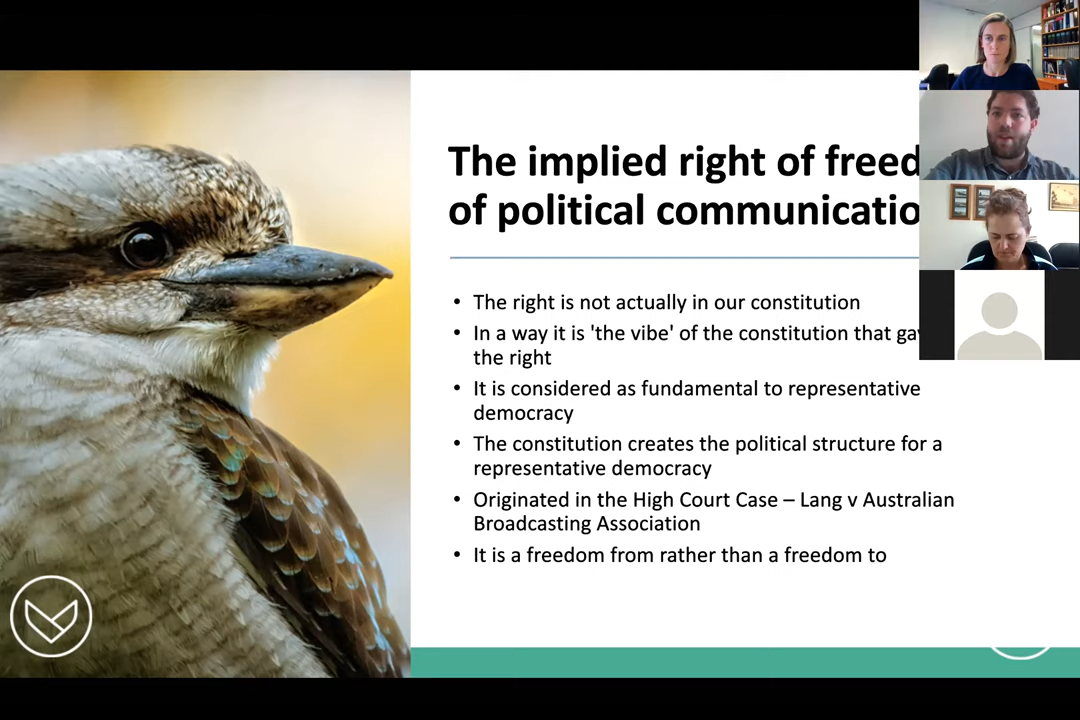 The implied right of freed
of political communicatio
• The right is not actually in our constitution
• In a way it is 'the vibe' of the constitution that ga
the right
• It is considered as fundamental to representative
democracy
• The constitution creates the political structure for a
representative democracy
• Originated in the High Court Case – Lang v Australian
Broadcasting Association
• It is a freedom from rather than a freedom to